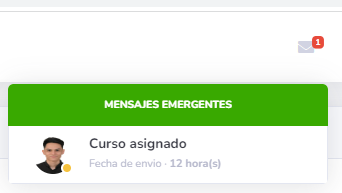 1
MENSAJES EMERGENTES
Curso asignado
Fecha de envio · 12 hora(s)